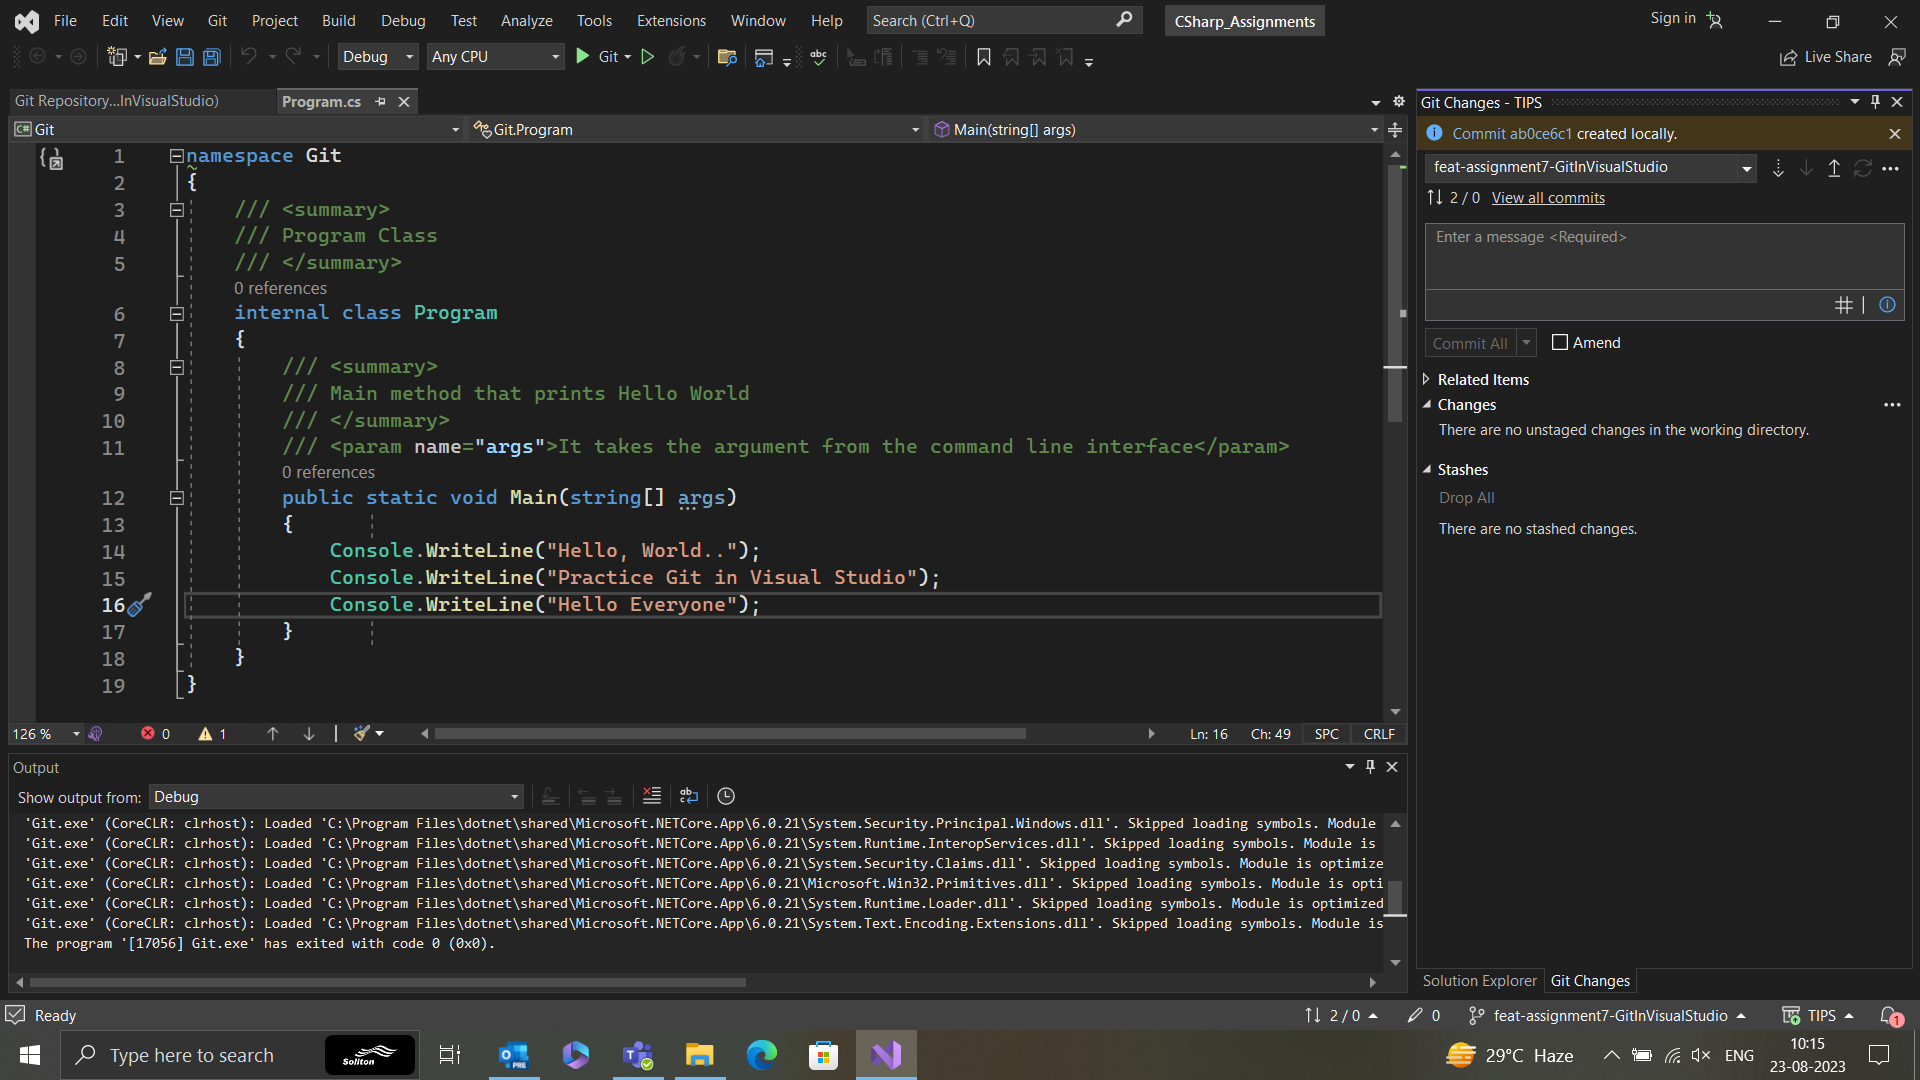 File Edit View Git Project Build Debug Test Analyze Tools Extensions Window Help Search (Ctrl+Q) CSharp_Assignments Sign in
Debug Any CPU Git Live Share
Git Repository...InVisualStudio) Program.cs
Git Git.Program Main(string[] args)
1 namespace Git
2 {
3 /// <summary>
4 /// Program Class
5 /// </summary>
0 references
6 internal class Program
7 {
8 /// <summary>
9 /// Main method that prints Hello World
10 /// </summary>
11 /// <param name="args">It takes the argument from the command line interface</param>
0 references
12 public static void Main(string[] args)
13 {
14 Console.WriteLine("Hello, World..");
15 Console.WriteLine("Practice Git in Visual Studio");
16 Console.WriteLine("Hello Everyone");
17 }
18 }
19 }
126 % 0 1 Ln: 16 Ch: 49 SPC CRLF
Output
Show output from: Debug
'Git.exe' (CoreCLR: clrhost): Loaded 'C:\Program Files\dotnet\shared\Microsoft.NETCore.App\6.0.21\System.Security.Principal.Windows.dll'. Skipped loading symbols. Module
'Git.exe' (CoreCLR: clrhost): Loaded 'C:\Program Files\dotnet\shared\Microsoft.NETCore.App\6.0.21\System.Runtime.InteropServices.dll'. Skipped loading symbols. Module is
'Git.exe' (CoreCLR: clrhost): Loaded 'C:\Program Files\dotnet\shared\Microsoft.NETCore.App\6.0.21\System.Security.Claims.dll'. Skipped loading symbols. Module is optimize
'Git.exe' (CoreCLR: clrhost): Loaded 'C:\Program Files\dotnet\shared\Microsoft.NETCore.App\6.0.21\Microsoft.Win32.Primitives.dll'. Skipped loading symbols. Module is opti
'Git.exe' (CoreCLR: clrhost): Loaded 'C:\Program Files\dotnet\shared\Microsoft.NETCore.App\6.0.21\System.Runtime.Loader.dll'. Skipped loading symbols. Module is optimized
'Git.exe' (CoreCLR: clrhost): Loaded 'C:\Program Files\dotnet\shared\Microsoft.NETCore.App\6.0.21\System.Text.Encoding.Extensions.dll'. Skipped loading symbols. Module is
The program '[17056] Git.exe' has exited with code 0 (0x0).
Git Changes - TIPS
Commit ab0ce6c1 created locally.
feat-assignment7-GitInVisualStudio
2 / 0 View all commits
Enter a message <Required>
Commit All Amend
Related Items
Changes
There are no unstaged changes in the working directory.
Stashes
Drop All
There are no stashed changes.
Solution Explorer Git Changes
Ready 2 / 0 0 feat-assignment7-GitInVisualStudio TIPS 1
Type here to search Soliton PRE 29°C Haze ENG 10:15
23-08-2023